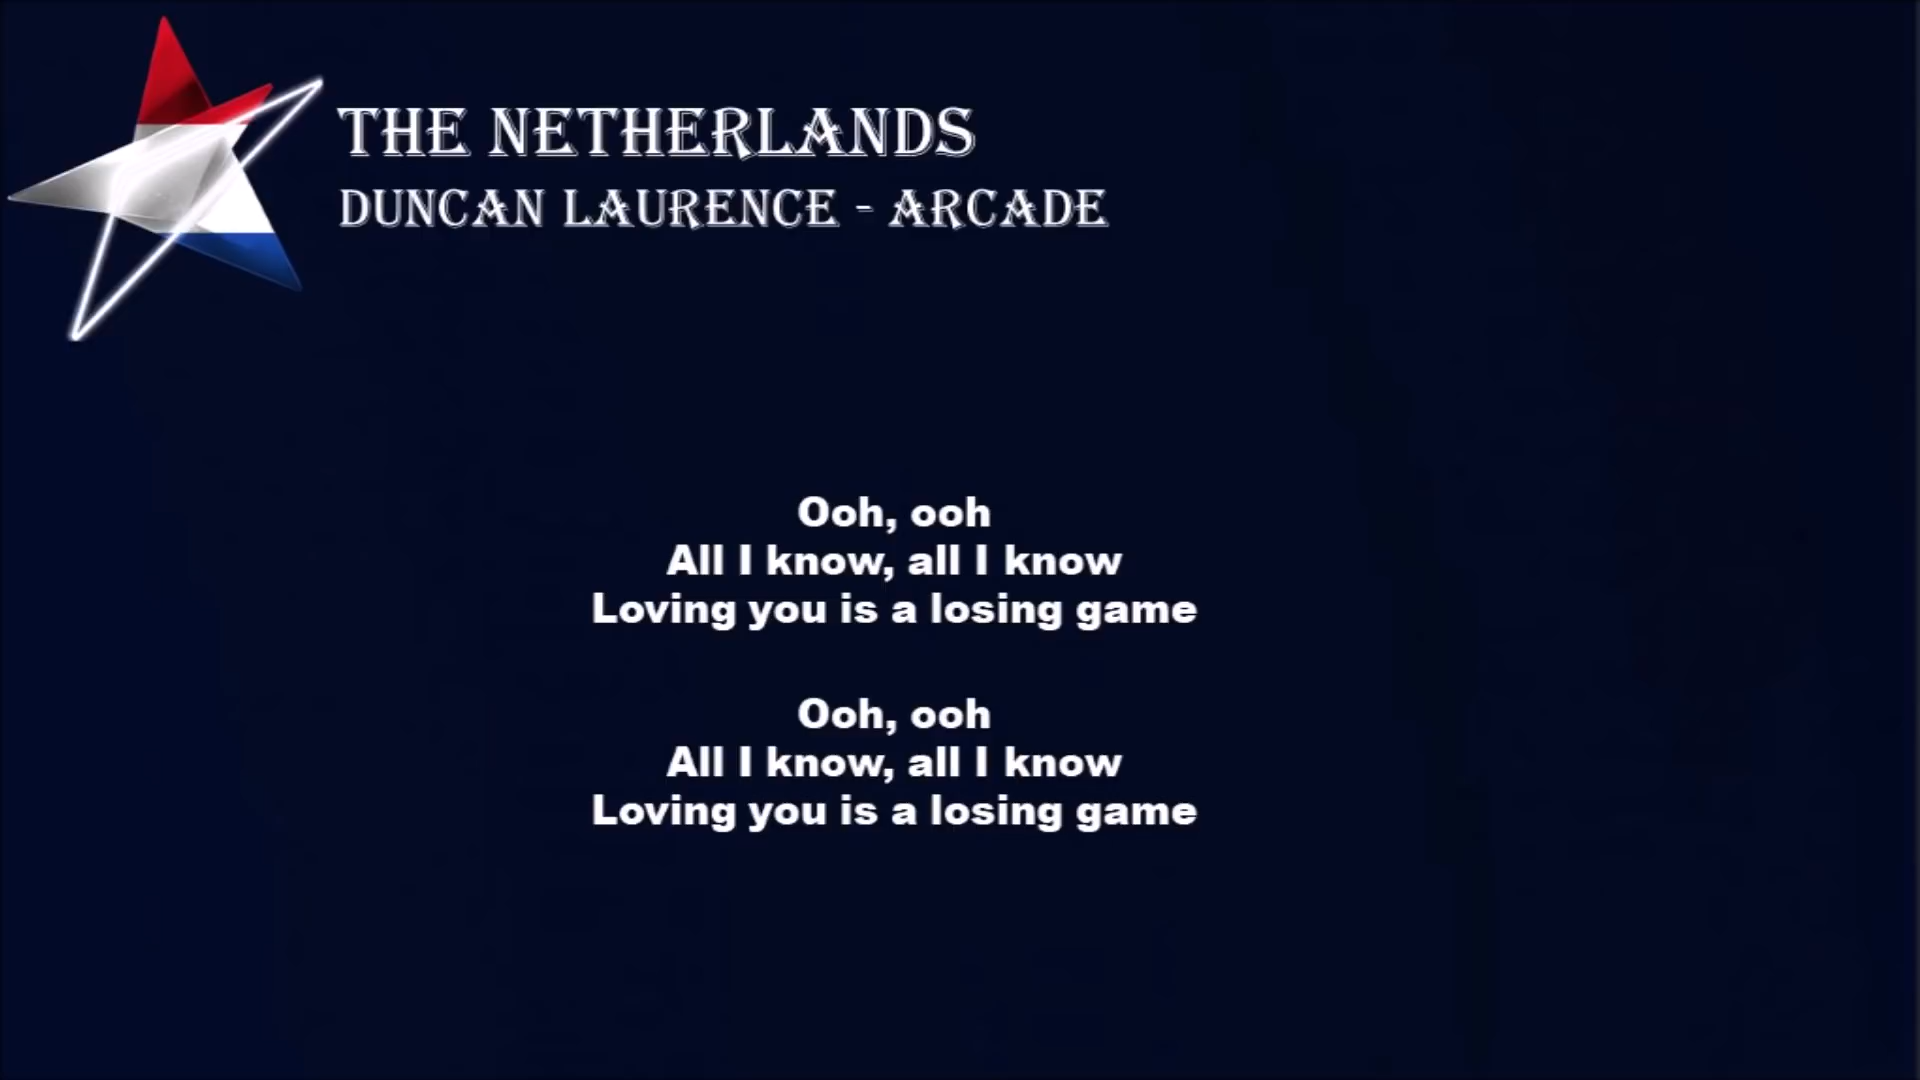 THE NETHERLANDS
DUNCAN LAURENCE - ARCADE
Ooh, ooh
All I know, all I know
Loving you is a losing game
Ooh, ooh
All I know, all I know
Loving you is a losing game